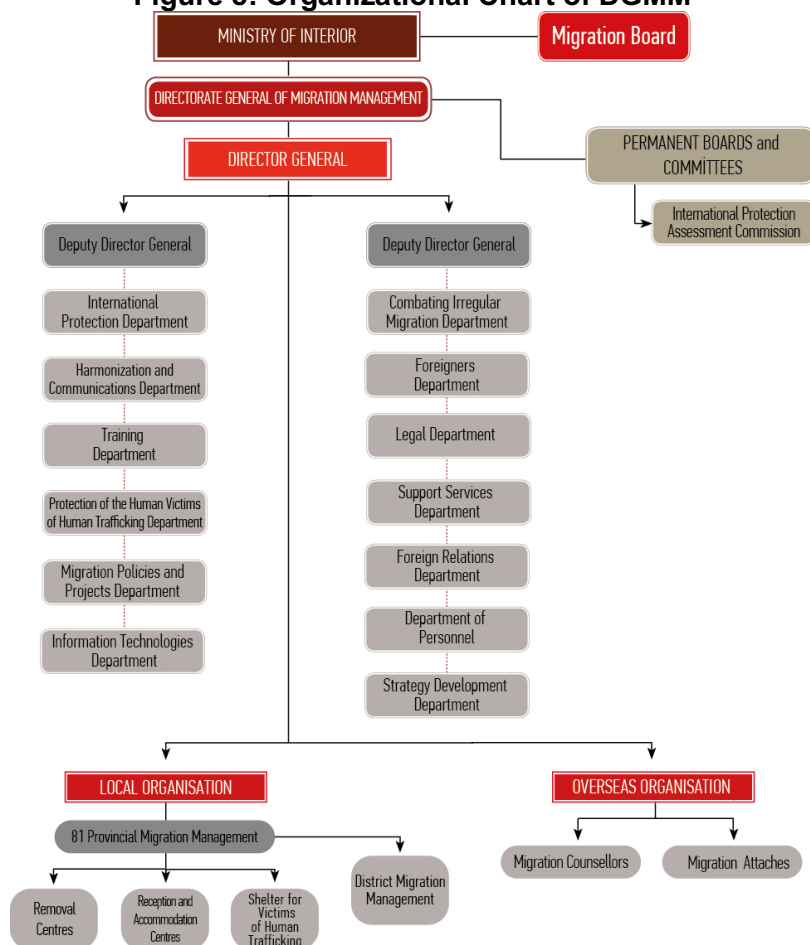 Figure 6: Organizational Chart of DGMM
MINISTRY OF INTERIOR
Migration Board
DIRECTORATE GENERAL OF MIGRATION MANAGEMENT
DIRECTOR GENERAL
PERMANENT BOARDS and
COMMİTTEES
International Protection
Assessment Commission
Deputy Director General
International
Protection Department
Harmonization and
Communications Department
Training
Department
Protection of the Human Victims
of Human Trafficking Department
Migration Policies and
Projects Department
Information Technologies
Department
Deputy Director General
Combating Irregular
Migration Department
Foreigners
Department
Legal Department
Support Services
Department
Foreign Relations
Department
Department of
Personnel
Strategy Development
Department
LOCAL ORGANISATION
81 Provincial Migration Management
Removal
Centres
Reception and
Accommodation
Centres
Shelter for
Victims
of Human
Trafficking
District Migration
Management
OVERSEAS ORGANISATION
Migration Counsellors
Migration Attaches